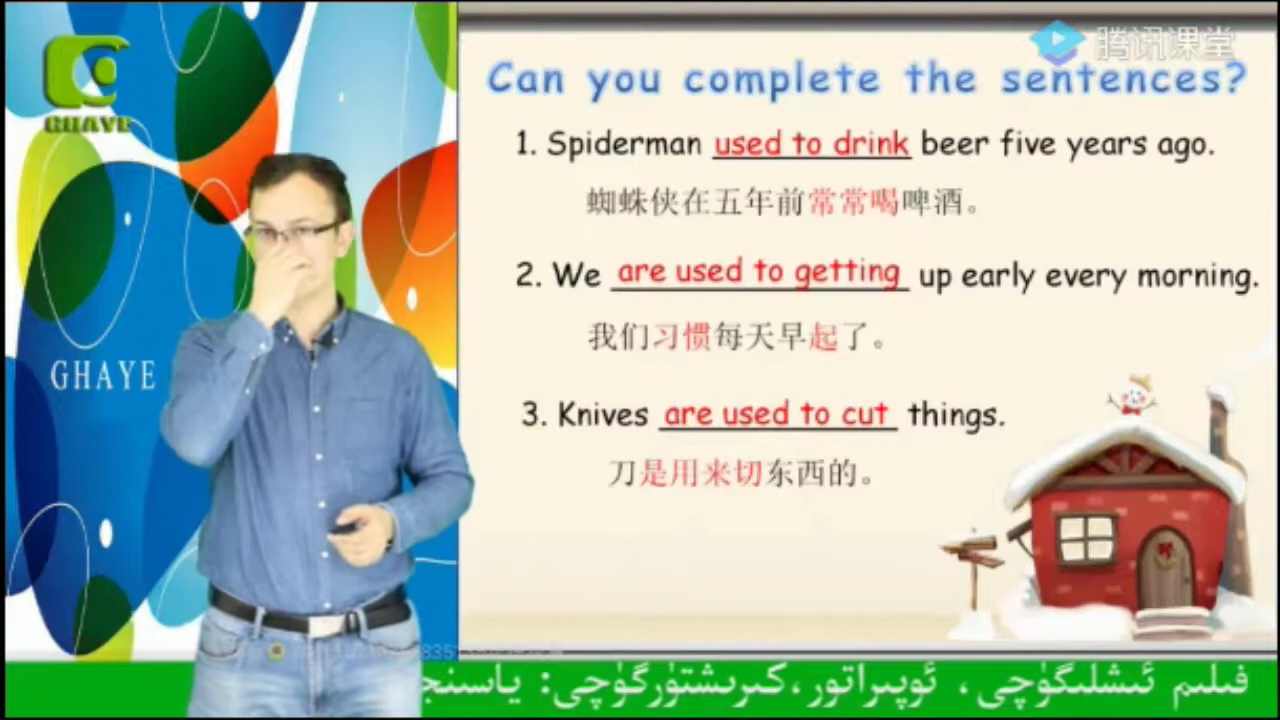 腾讯课堂
GHAYE
Can you complete the sentences?
1. Spiderman used to drink beer five years ago.
蜘蛛侠在五年前常常喝啤酒。
2. We are used to getting up early every morning.
我们习惯每天早起了。
GHAYE
3. Knives are used to cut things.
刀是用来切东西的。
فىلىم ئىشلىگۈچى، ئوپىراتور،كىرىشتۈرگۈچى: